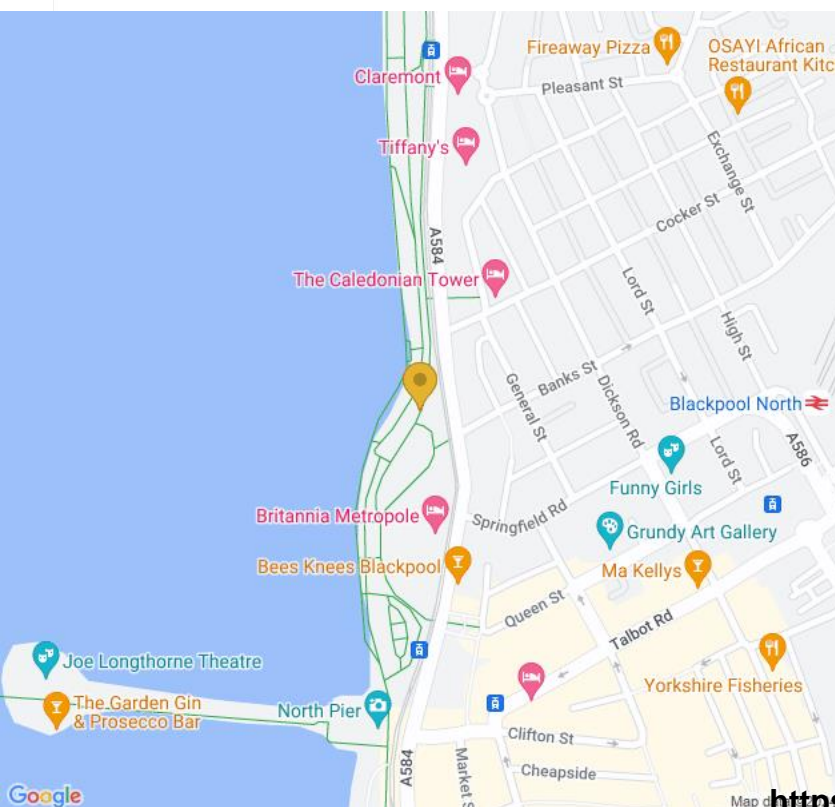 Fireaway Pizza
OSAYI African
Restaurant Kitc
Claremont
Pleasant St
Tiffany's
Exchange St
Cocker St
A584
The Caledonian Tower
Lord St
High St
Banks St
General St
Dickson Rd
Blackpool North
A586
Lord St
Funny Girls
Britannia Metropole
Springfield Rd
Grundy Art Gallery
Bees Knees Blackpool
Ma Kellys
Queen St
Talbot Rd
Joe Longthorne Theatre
Yorkshire Fisheries
The Garden Gin
& Prosecco Bar
North Pier
Clifton St
A584
Market S
Cheapside
Google
Map d
https